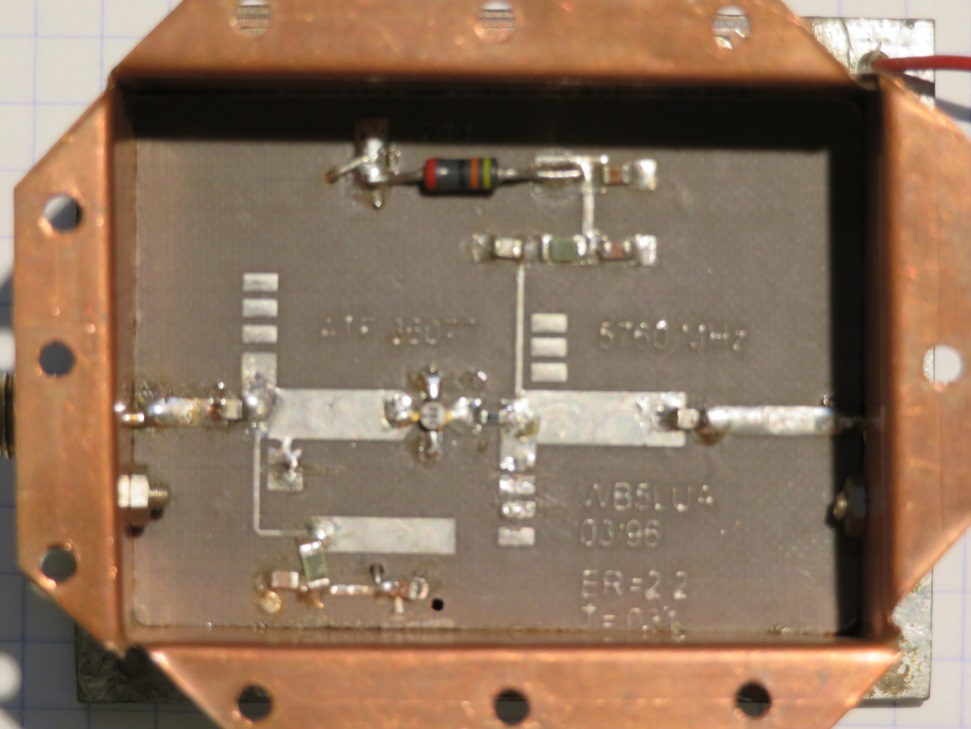 ATF 36077
5760 MHz
WB5LUA
03'96
ER=2.2